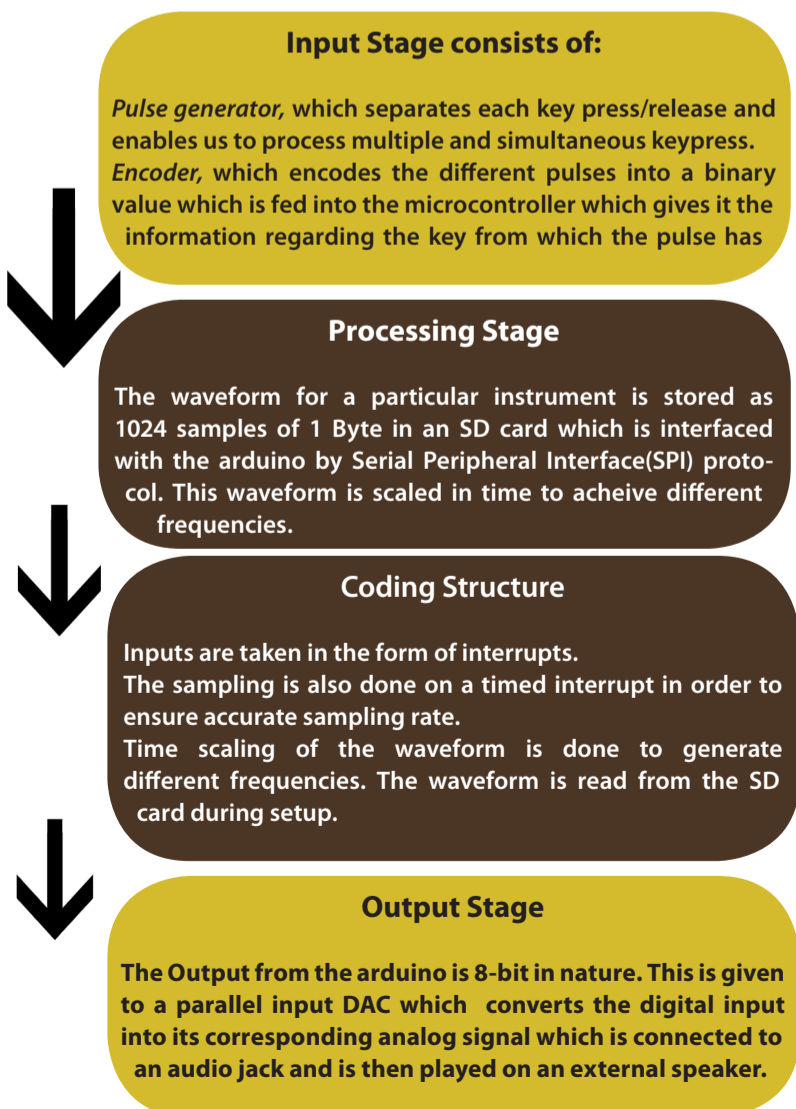 Input Stage consists of:
Pulse generator, which separates each key press/release and
enables us to process multiple and simultaneous keypress.
Encoder, which encodes the different pulses into a binary
value which is fed into the microcontroller which gives it the
information regarding the key from which the pulse has
Processing Stage
The waveform for a particular instrument is stored as
1024 samples of 1 Byte in an SD card which is interfaced
with the arduino by Serial Peripheral Interface(SPI) proto-
col. This waveform is scaled in time to acheive different
frequencies.
Coding Structure
Inputs are taken in the form of interrupts.
The sampling is also done on a timed interrupt in order to
ensure accurate sampling rate.
Time scaling of the waveform is done to generate
different frequencies. The waveform is read from the SD
card during setup.
Output Stage
The Output from the arduino is 8-bit in nature. This is given
to a parallel input DAC which converts the digital input
into its corresponding analog signal which is connected to
an audio jack and is then played on an external speaker.